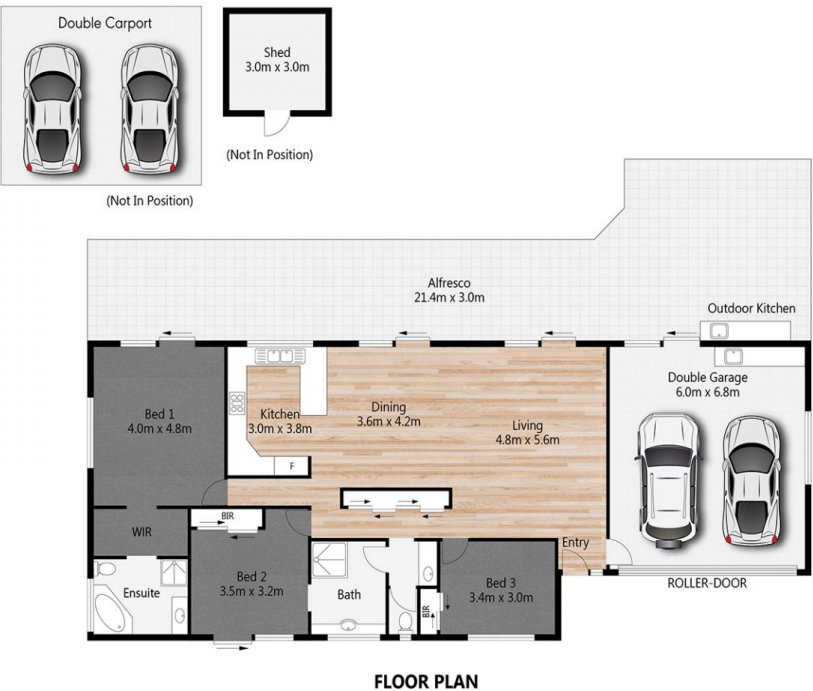 Double Carport
Shed
3.0m x 3.0m
(Not In Position)
(Not In Position)
Alfresco
21.4m x 3.0m
Outdoor Kitchen
Double Garage
6.0m x 6.8m
Bed 1
4.0m x 4.8m
Kitchen
3.0m x 3.8m
Dining
3.6m x 4.2m
Living
4.8m x 5.6m
F
WIR
BIR
Entry
Bed 2
3.5m x 3.2m
Ensuite
Bath
BIR
Bed 3
3.4m x 3.0m
ROLLER-DOOR
FLOOR PLAN